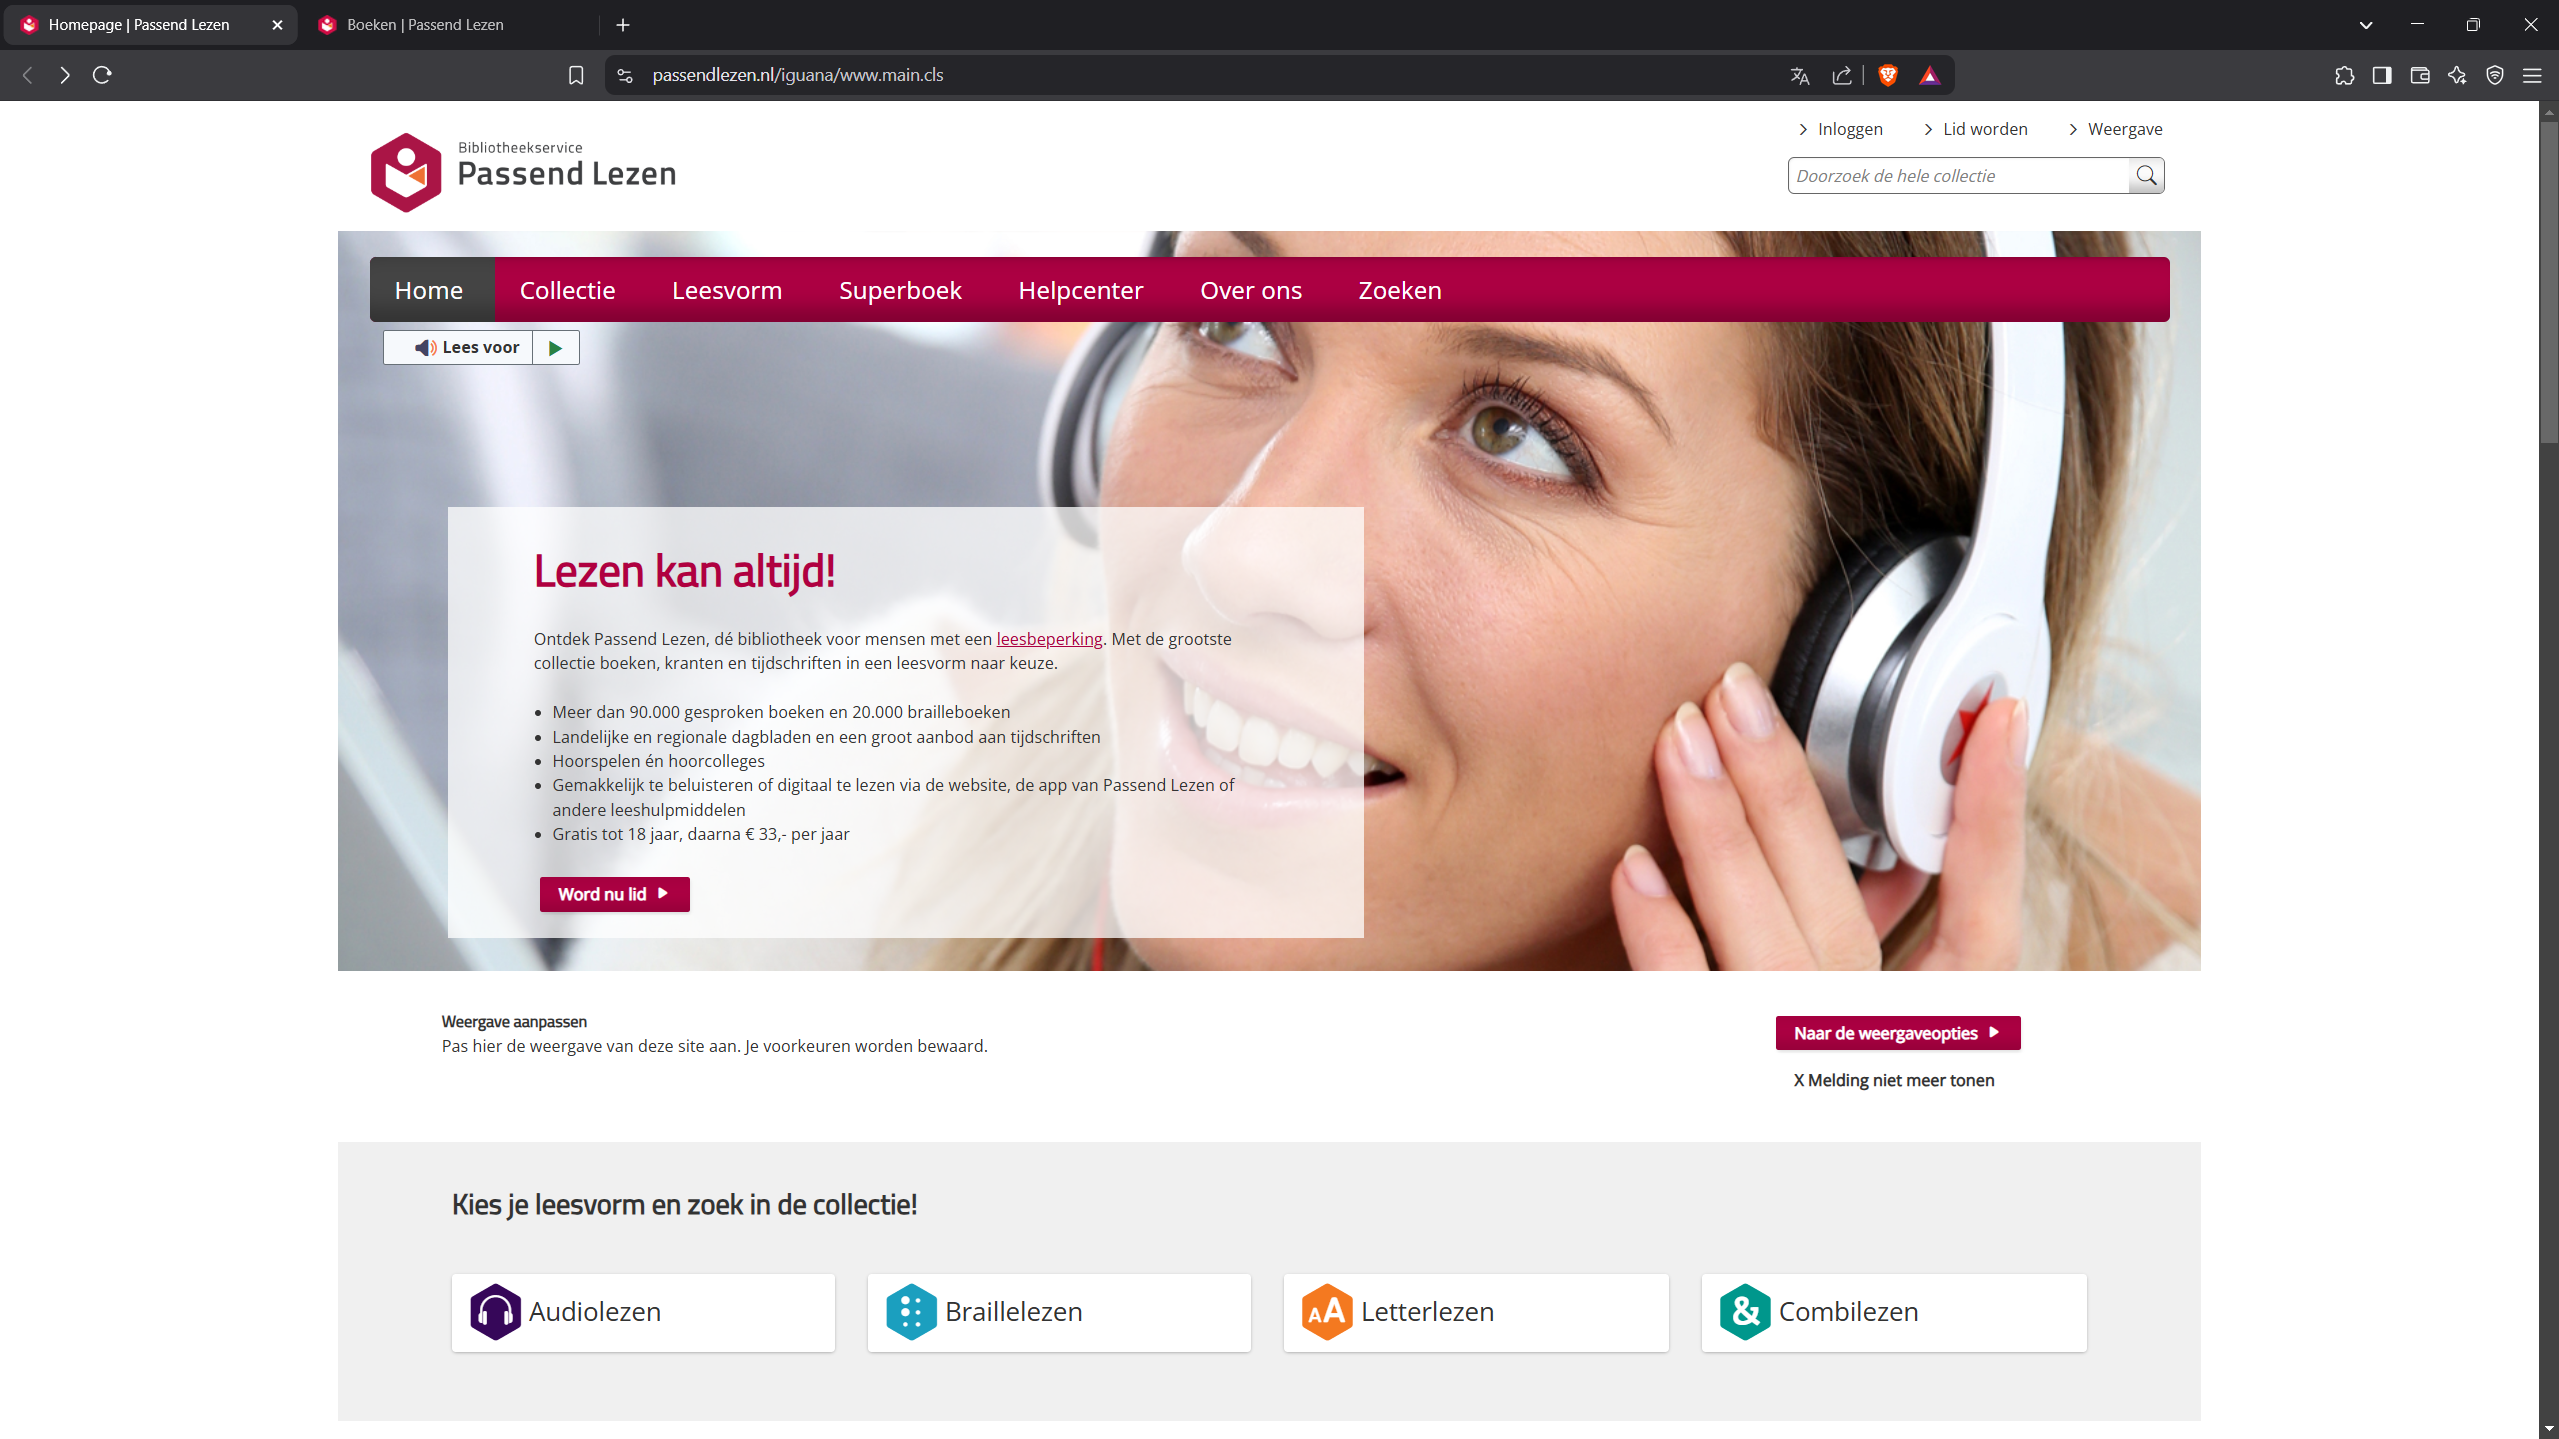 Homepage | Passend Lezen
Boeken | Passend Lezen
passendlezen.nl/iguana/www.main.cls
Bibliotheekservice
Passend Lezen
Inloggen
Lid worden
Weergave
Doorzoek de hele collectie
Home
Collectie
Leesvorm
Superboek
Helpcenter
Over ons
Zoeken
Lees voor
Lezen kan altijd!
Ontdek Passend Lezen, dé bibliotheek voor mensen met een leesbeperking. Met de grootste
collectie boeken, kranten en tijdschriften in een leesvorm naar keuze.
• Meer dan 90.000 gesproken boeken en 20.000 brailleboeken
• Landelijke en regionale dagbladen en een groot aanbod aan tijdschriften
• Hoorspelen én hoorcolleges
• Gemakkelijk te beluisteren of digitaal te lezen via de website, de app van Passend Lezen of
andere leeshulpmiddelen
• Gratis tot 18 jaar, daarna € 33,- per jaar
Word nu lid
Weergave aanpassen
Pas hier de weergave van deze site aan. Je voorkeuren worden bewaard.
Naar de weergaveopties
X Melding niet meer tonen
Kies je leesvorm en zoek in de collectie!
Audiolezen
Braillelezen
AA Letterlezen
& Combilezen